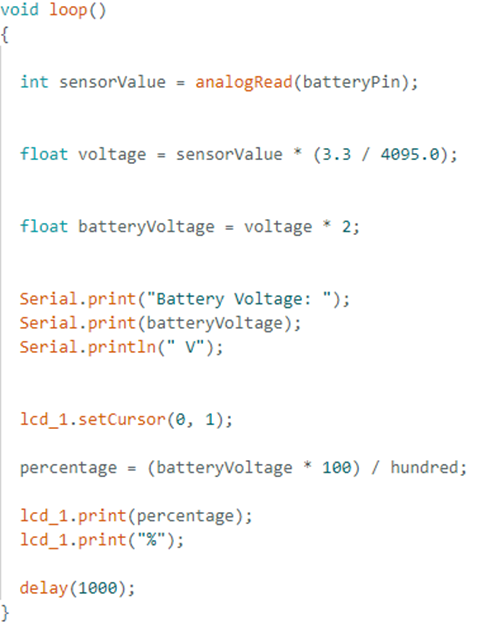 void loop()
{
int sensorValue = analogRead(batteryPin);
float voltage = sensorValue * (3.3 / 4095.0);
float batteryVoltage = voltage * 2;
Serial.print("Battery Voltage: ");
Serial.print(batteryVoltage);
Serial.println(" V");
lcd_1.setCursor(0, 1);
percentage = (batteryVoltage * 100) / hundred;
lcd_1.print(percentage);
lcd_1.print("%");
delay(1000);
}